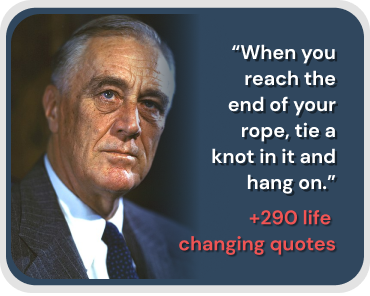 “When you
reach the
end of your
rope, tie a
knot in it and
hang on.”
+290 life
changing quotes